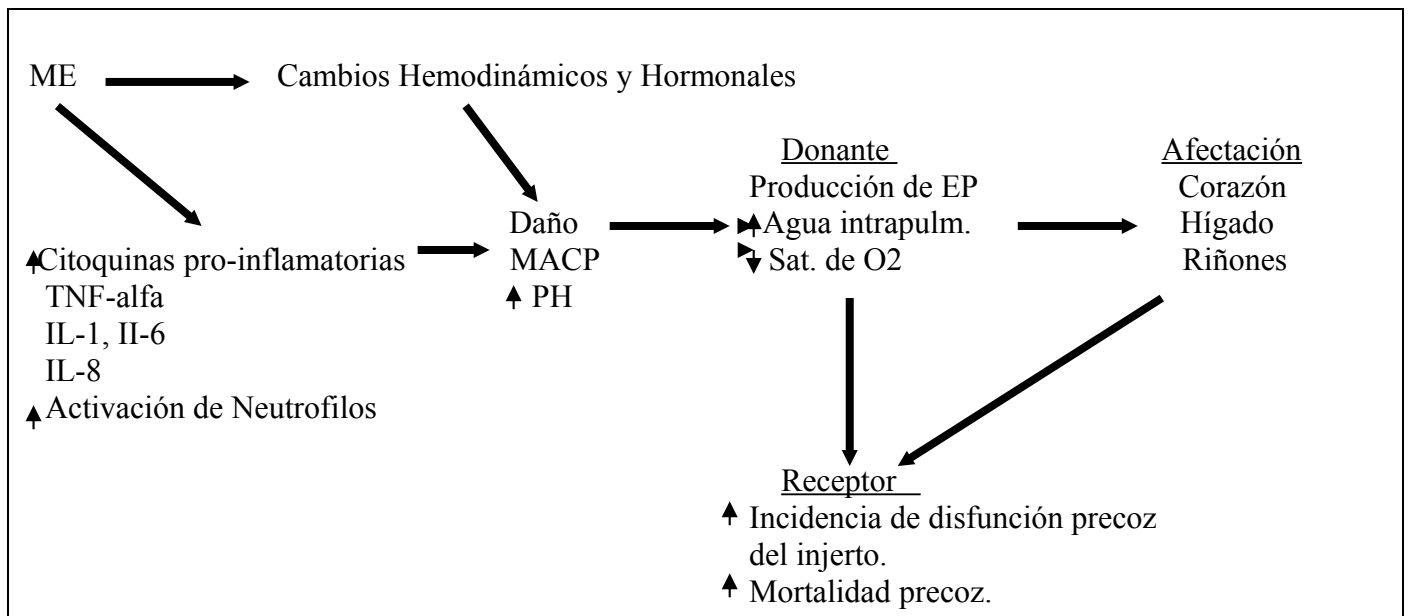 ME
Cambios Hemodinámicos y Hormonales
↑Citoquinas pro-inflamatorias
TNF-alfa
IL-1, II-6
IL-8
↑Activación de Neutrofilos
Daño
MACP
↑ PH
Donante
Producción de EP
↑Agua intrapulm.
↓ Sat. de O2
Afectación
Corazón
Hígado
Riñones
Receptor
↑ Incidencia de disfunción precoz
del injerto.
↑ Mortalidad precoz.